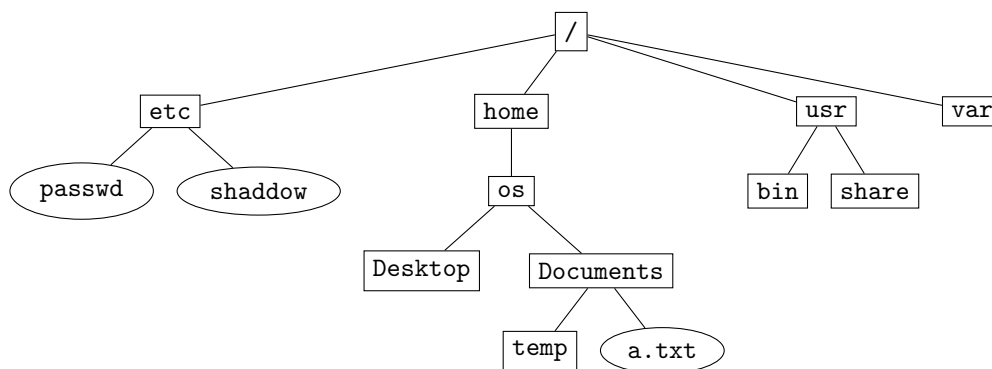 /
etc home usr var
passwd shaddow os bin share
Desktop Documents
temp a.txt